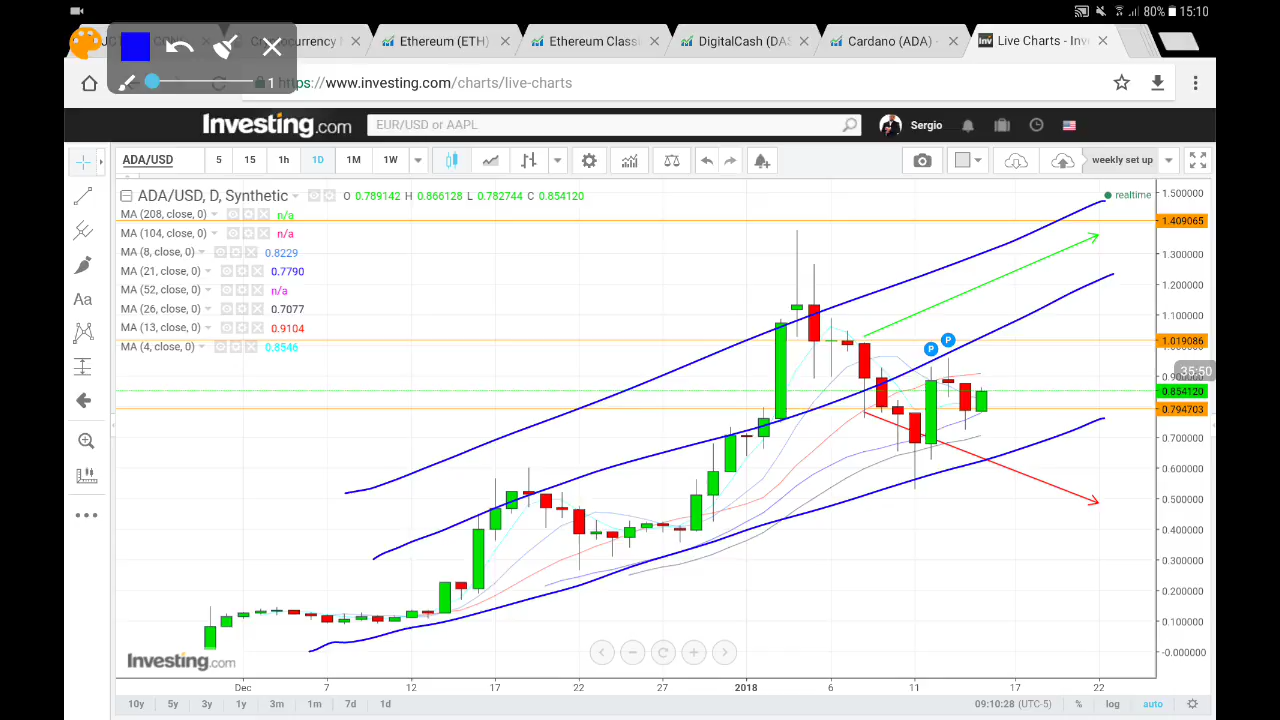 80% 15:10
Ethereum (ETH)
Ethereum Class
DigitalCash (DA
Cardano (ADA)
Live Charts - Inv
1
https://www.investing.com/charts/live-charts
Investing.com
EUR/USD or AAPL
Sergio
ADA/USD
5 15 1h 1D 1M 1W
weekly set up
ADA/USD, D, Synthetic
O 0.789142 H 0.866128 L 0.782744 C 0.854120
realtime
MA (208, close, 0) n/a
MA (104, close, 0) n/a
MA (8, close, 0) 0.8229
MA (21, close, 0) 0.7790
MA (52, close, 0) n/a
MA (26, close, 0) 0.7077
MA (13, close, 0) 0.9104
MA (4, close, 0) 0.8546
Aa
P
P
1.500000
1.409065
1.300000
1.200000
1.100000
1.019086
35:50
0.854120
0.794703
0.700000
0.600000
0.500000
0.400000
0.300000
0.200000
0.100000
-0.000000
Investing.com
Dec 7 12 17 22 27 2018 6 11 17 22
10y 5y 3y 1y 3m 1m 7d 1d
09:10:28 (UTC-5) % log auto